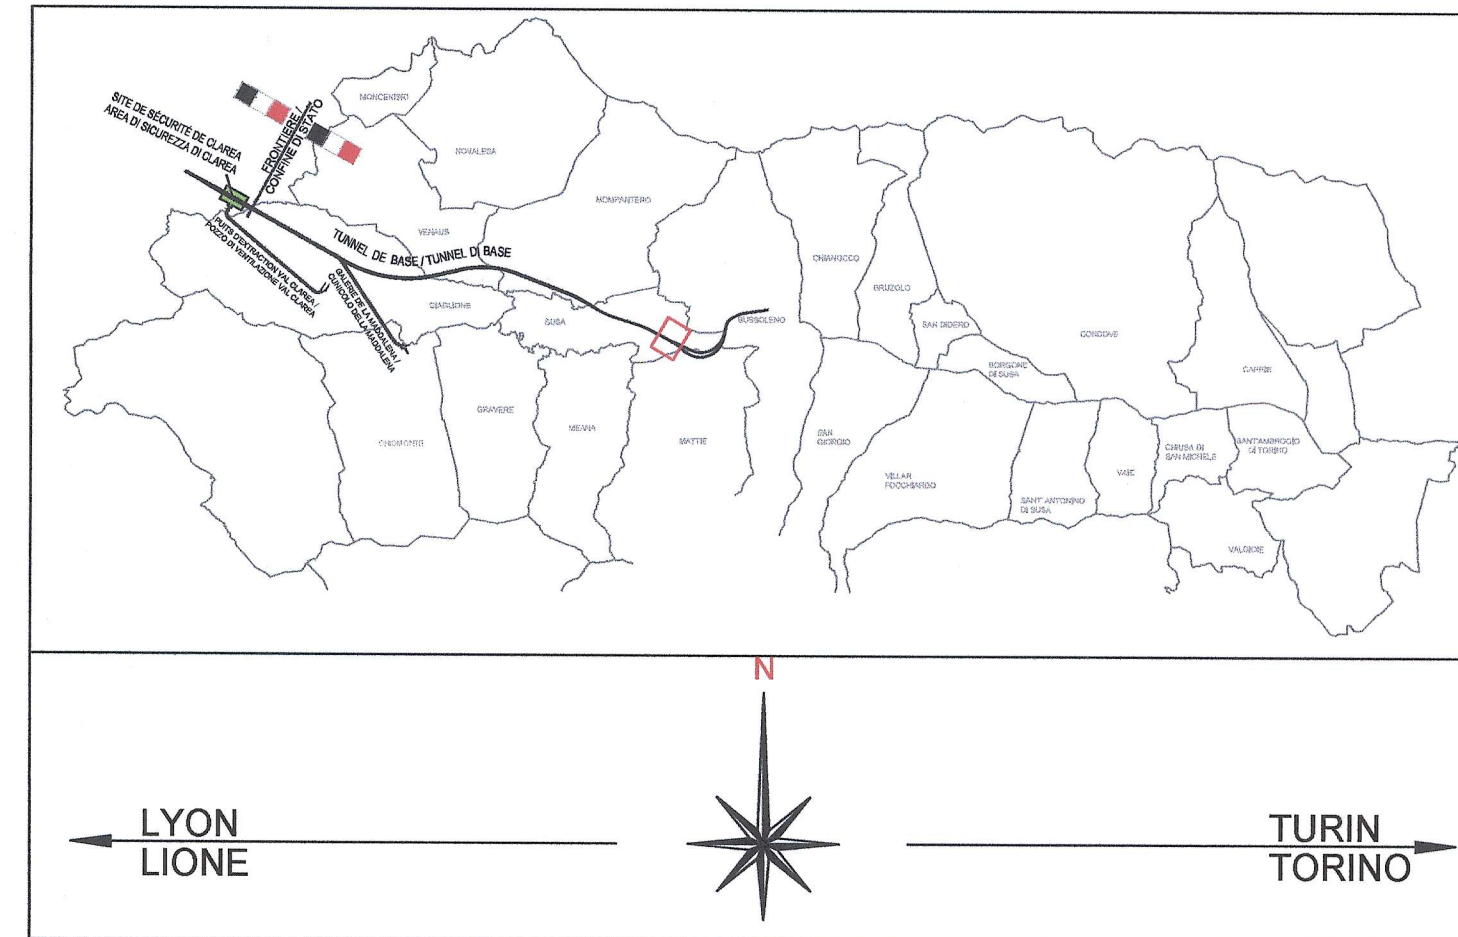 MONCENISIO
SITE DE SÉCURITÉ DE CLAREA
AREA DI SICUREZZA DI CLAREA
FRONTIERE /
CONFINE DI STATO
NOVALESA
MOMPANTERO
VENAUS
TUNNEL DE BASE/TUNNEL DI BASE
PUITS D'EXTRACTION VAL CLAREA /
POZZO DI VENTILAZIONE VAL CLAREA
GALERIE DE LA MADDALENA /
CUNICOLO DELLA MADDALENA
GIAGLIONE
SUSA
BUSSOLENO
CHIANOCCO
BRUZOLO
SAN DIDERO
CONDOVE
BORGONE
DI SUSA
CAPRIE
CHIOMONTE
GRAVERE
MEANA
MATTIE
SAN
GIORGIO
VILLAR
FOCCHIARDO
SANT' ANTONINO
DI SUSA
VAIE
CHIUSA DI
SAN MICHELE
SANT'AMBROGIO
DI TORINO
VALGIOIE
N
LYON
LIONE
TURIN
TORINO